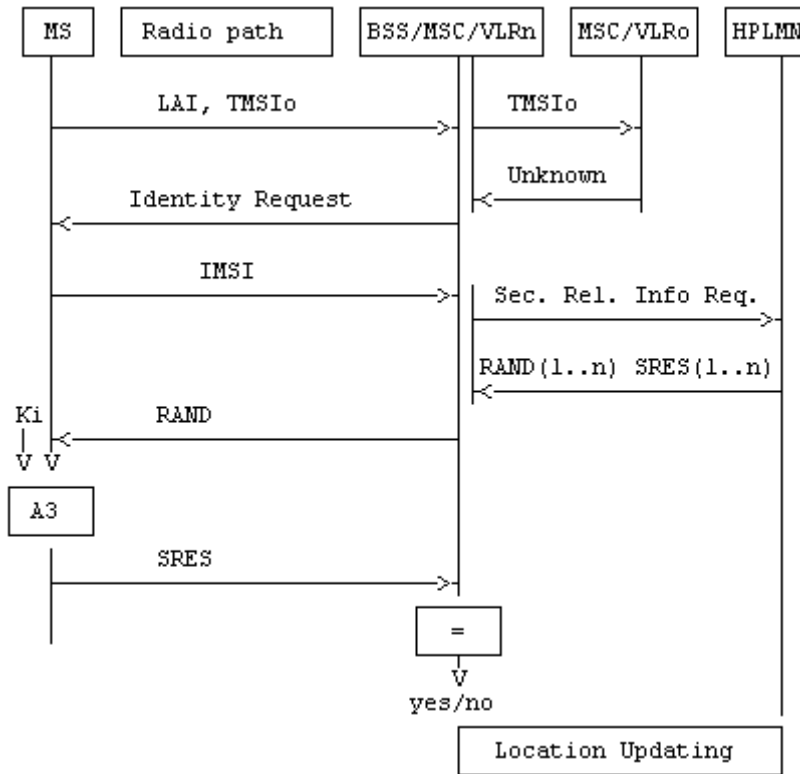 MS
Radio path
BSS/MSC/VLRn
MSC/VLRo
HPLMN
LAI, TMSIo
TMSIo
Unknown
Identity Request
IMSI
Sec. Rel. Info Req.
RAND(1..n) SRES(1..n)
Ki
RAND
V V
A3
SRES
=
V
yes/no
Location Updating